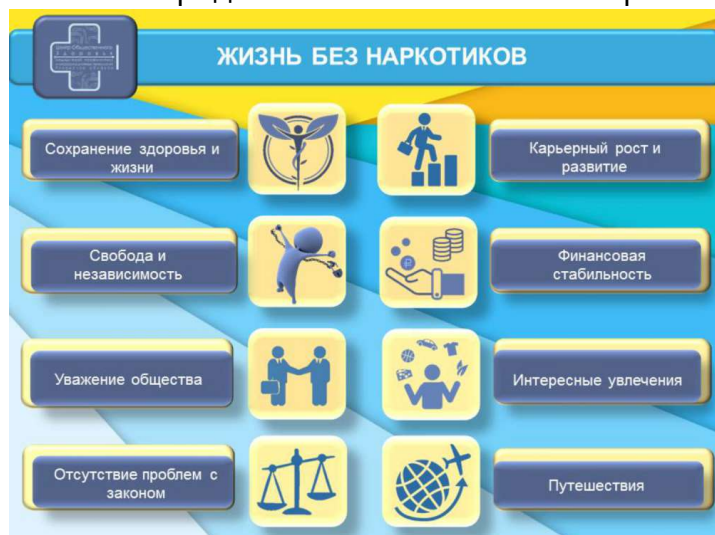 ЖИЗНЬ БЕЗ НАРКОТИКОВ
Сохранение здоровья и
жизни
Карьерный рост и
развитие
Свобода и
независимость
Финансовая
стабильность
Уважение общества
Интересные увлечения
Отсутствие проблем с
законом
Путешествия